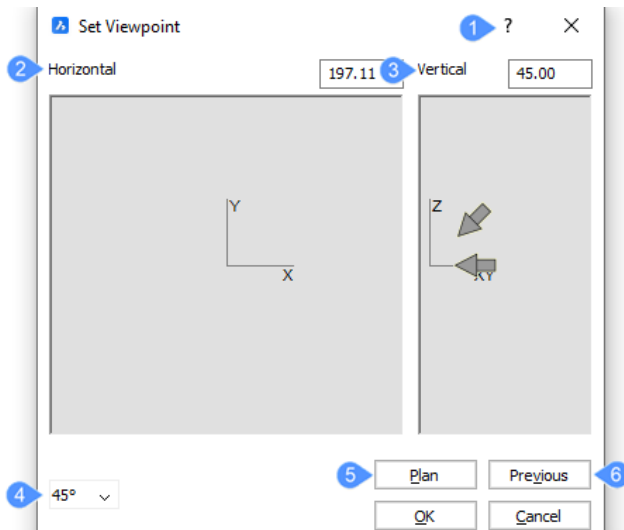 Set Viewpoint 1 ?
2 Horizontal 197.11 3 Vertical 45.00
Y
X
Z
XY
5 Plan Previous 6
4 45°
OK Cancel